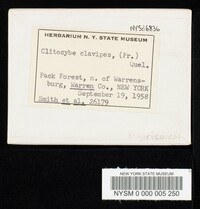 NYSf6836
HERBARIUM N. Y. STATE MUSEUM
Clitocybe clavipes, (Fr.)
Quel.
Pack Forest, n. of Warrens-
burg, Warren Co., NEW YORK
September 19, 1958
Smith et al. 26179
NEW YORK STATE MUSEUM
NYSM 0 000 005 250